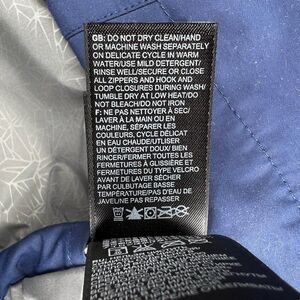 GB: DO NOT DRY CLEAN/HAND
OR MACHINE WASH SEPARATELY
ON DELICATE CYCLE IN WARM
WATER/USE MILD DETERGENT/
RINSE WELL/SECURE OR CLOSE
ALL ZIPPERS AND HOOK AND
LOOP CLOSURES DURING WASH/
TUMBLE DRY AT LOW HEAT/DO
NOT BLEACH/DO NOT IRON
F: NE PAS NETTOYER À SEC/
LAVER À LA MAIN OU EN
MACHINE, SÉPARER LES
COULEURS, CYCLE DÉLICAT
EN EAU CHAUDE/UTILISER
UN DÉTERGENT DOUX/BIEN
RINCER/FERMER TOUTES LES
FERMETURES À GLISSIÈRE ET
FERMETURES DU TYPE VELCRO
AVANT LAVAGE/SÉCHER
PAR CULBUTAGE BASSE
TEMPÉRATURE/PAS D'EAU DE
JAVEL/NE PAS REPASSER